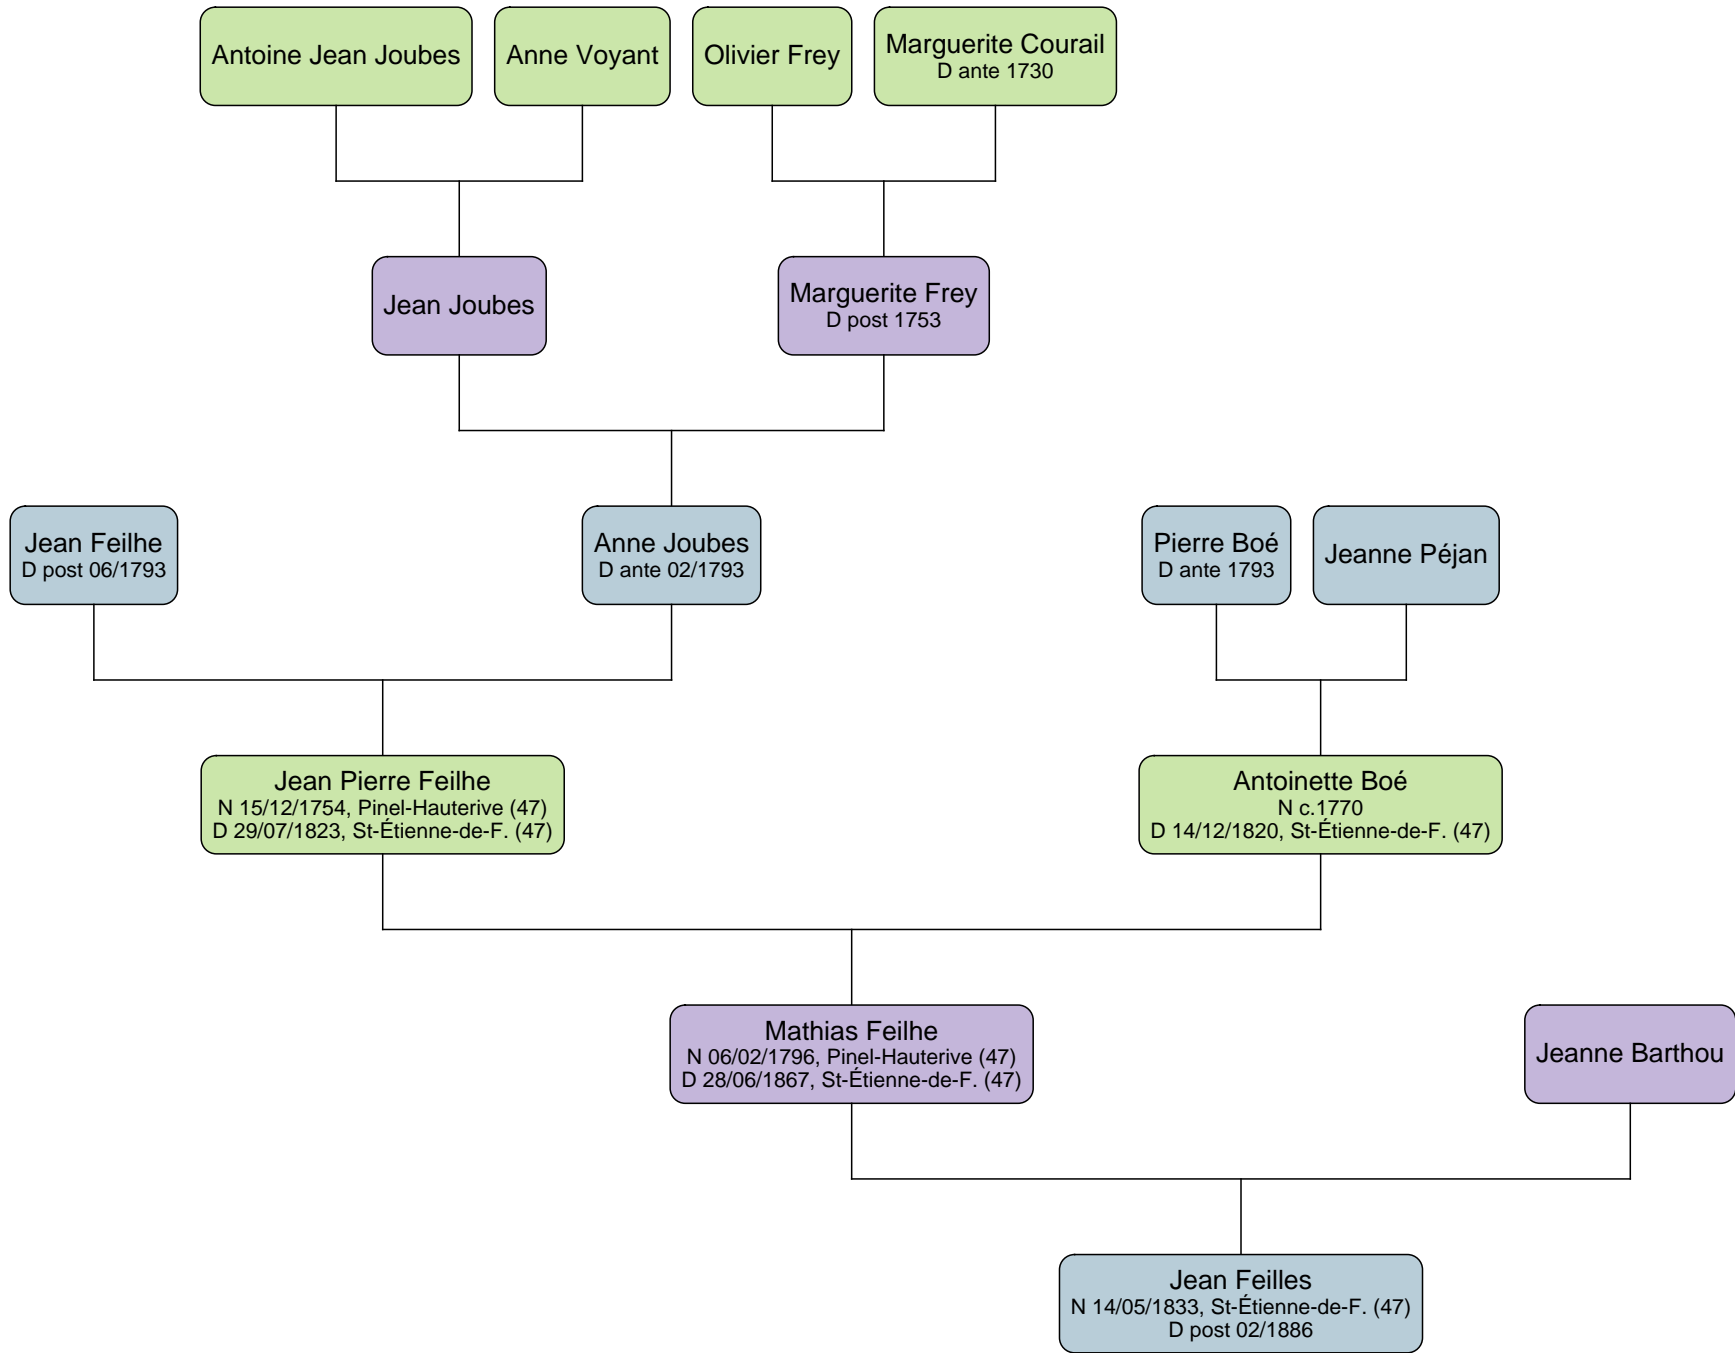 Antoine Jean Joubes
Anne Voyant
Olivier Frey
Marguerite Courail
D ante 1730
Jean Joubes
Marguerite Frey
D post 1753
Jean Feilhe
D post 06/1793
Anne Joubes
D ante 02/1793
Pierre Boé
D ante 1793
Jeanne Péjan
Jean Pierre Feilhe
N 15/12/1754, Pinel-Hauterive (47)
D 29/07/1823, St-Étienne-de-F. (47)
Antoinette Boé
N c.1770
D 14/12/1820, St-Étienne-de-F. (47)
Mathias Feilhe
N 06/02/1796, Pinel-Hauterive (47)
D 28/06/1867, St-Étienne-de-F. (47)
Jeanne Barthou
Jean Feilles
N 14/05/1833, St-Étienne-de-F. (47)
D post 02/1886